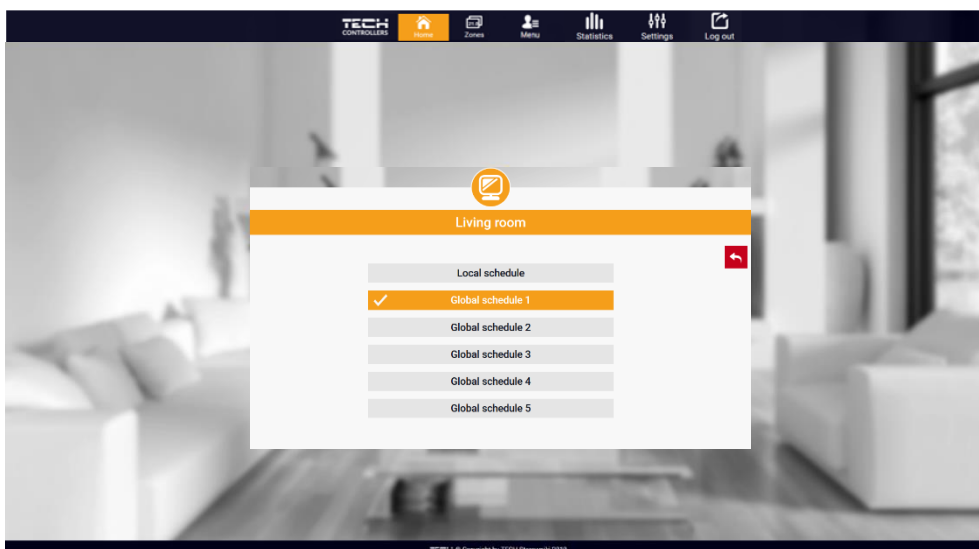 TECH
CONTROLLERS
Home
Zones
Menu
Statistics
Settings
Log out
Living room
Local schedule
Global schedule 1
Global schedule 2
Global schedule 3
Global schedule 4
Global schedule 5